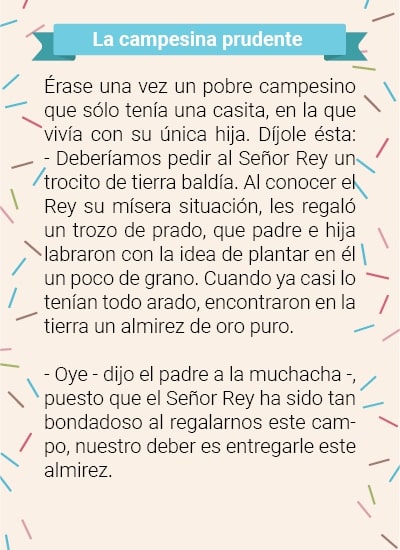 La campesina prudente
Érase una vez un pobre campesino
que sólo tenía una casita, en la que
vivía con su única hija. Díjole ésta:
- Deberíamos pedir al Señor Rey un
trocito de tierra baldía. Al conocer el
Rey su mísera situación, les regaló
un trozo de prado, que padre e hija
labraron con la idea de plantar en él
un poco de grano. Cuando ya casi lo
tenían todo arado, encontraron en la
tierra un almirez de oro puro.
- Oye - dijo el padre a la muchacha -,
puesto que el Señor Rey ha sido tan
bondadoso al regalarnos este cam-
po, nuestro deber es entregarle este
almirez.